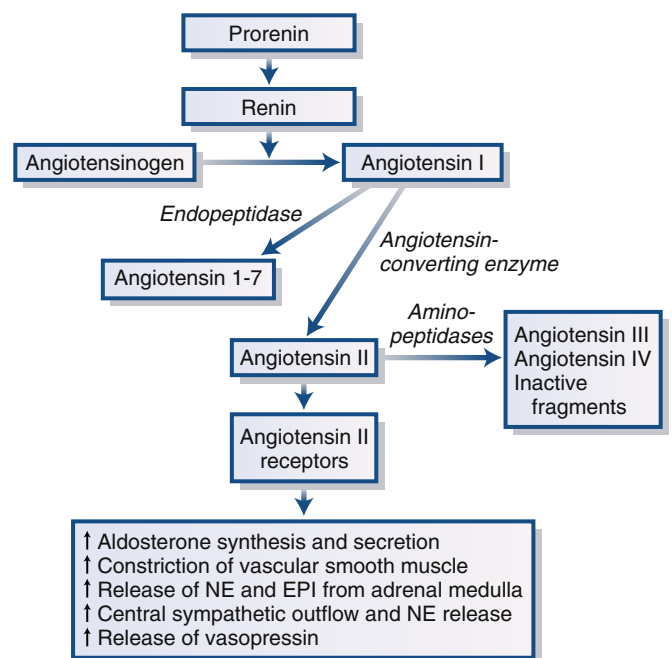 Prorenin
Renin
Angiotensinogen
Angiotensin I
Endopeptidase
Angiotensin-
converting enzyme
Angiotensin 1-7
Amino-
peptidases
Angiotensin II
Angiotensin III
Angiotensin IV
Inactive
fragments
Angiotensin II
receptors
↑ Aldosterone synthesis and secretion
↑ Constriction of vascular smooth muscle
↑ Release of NE and EPI from adrenal medulla
↑ Central sympathetic outflow and NE release
↑ Release of vasopressin